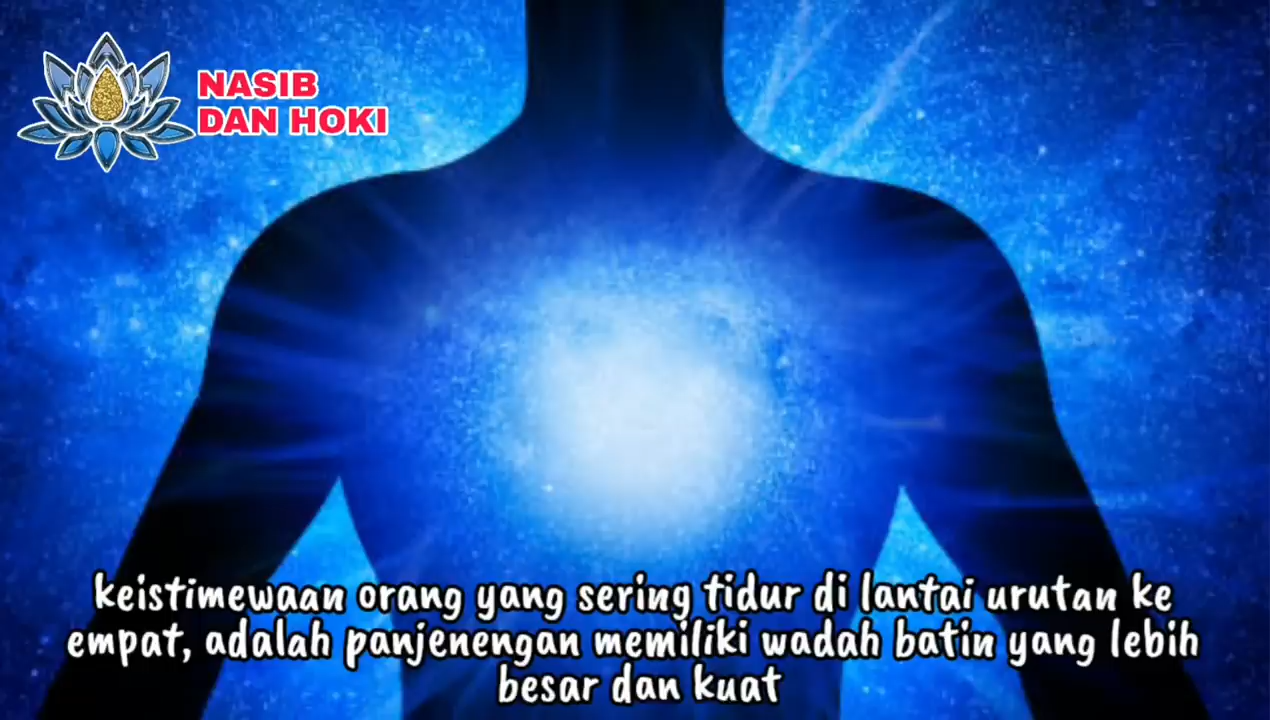 NASIB
DAN HOKI
keistimewaan orang yang sering tidur di lantai urutan ke
empat, adalah panjenengan memiliki wadah batin yang lebih
besar dan kuat